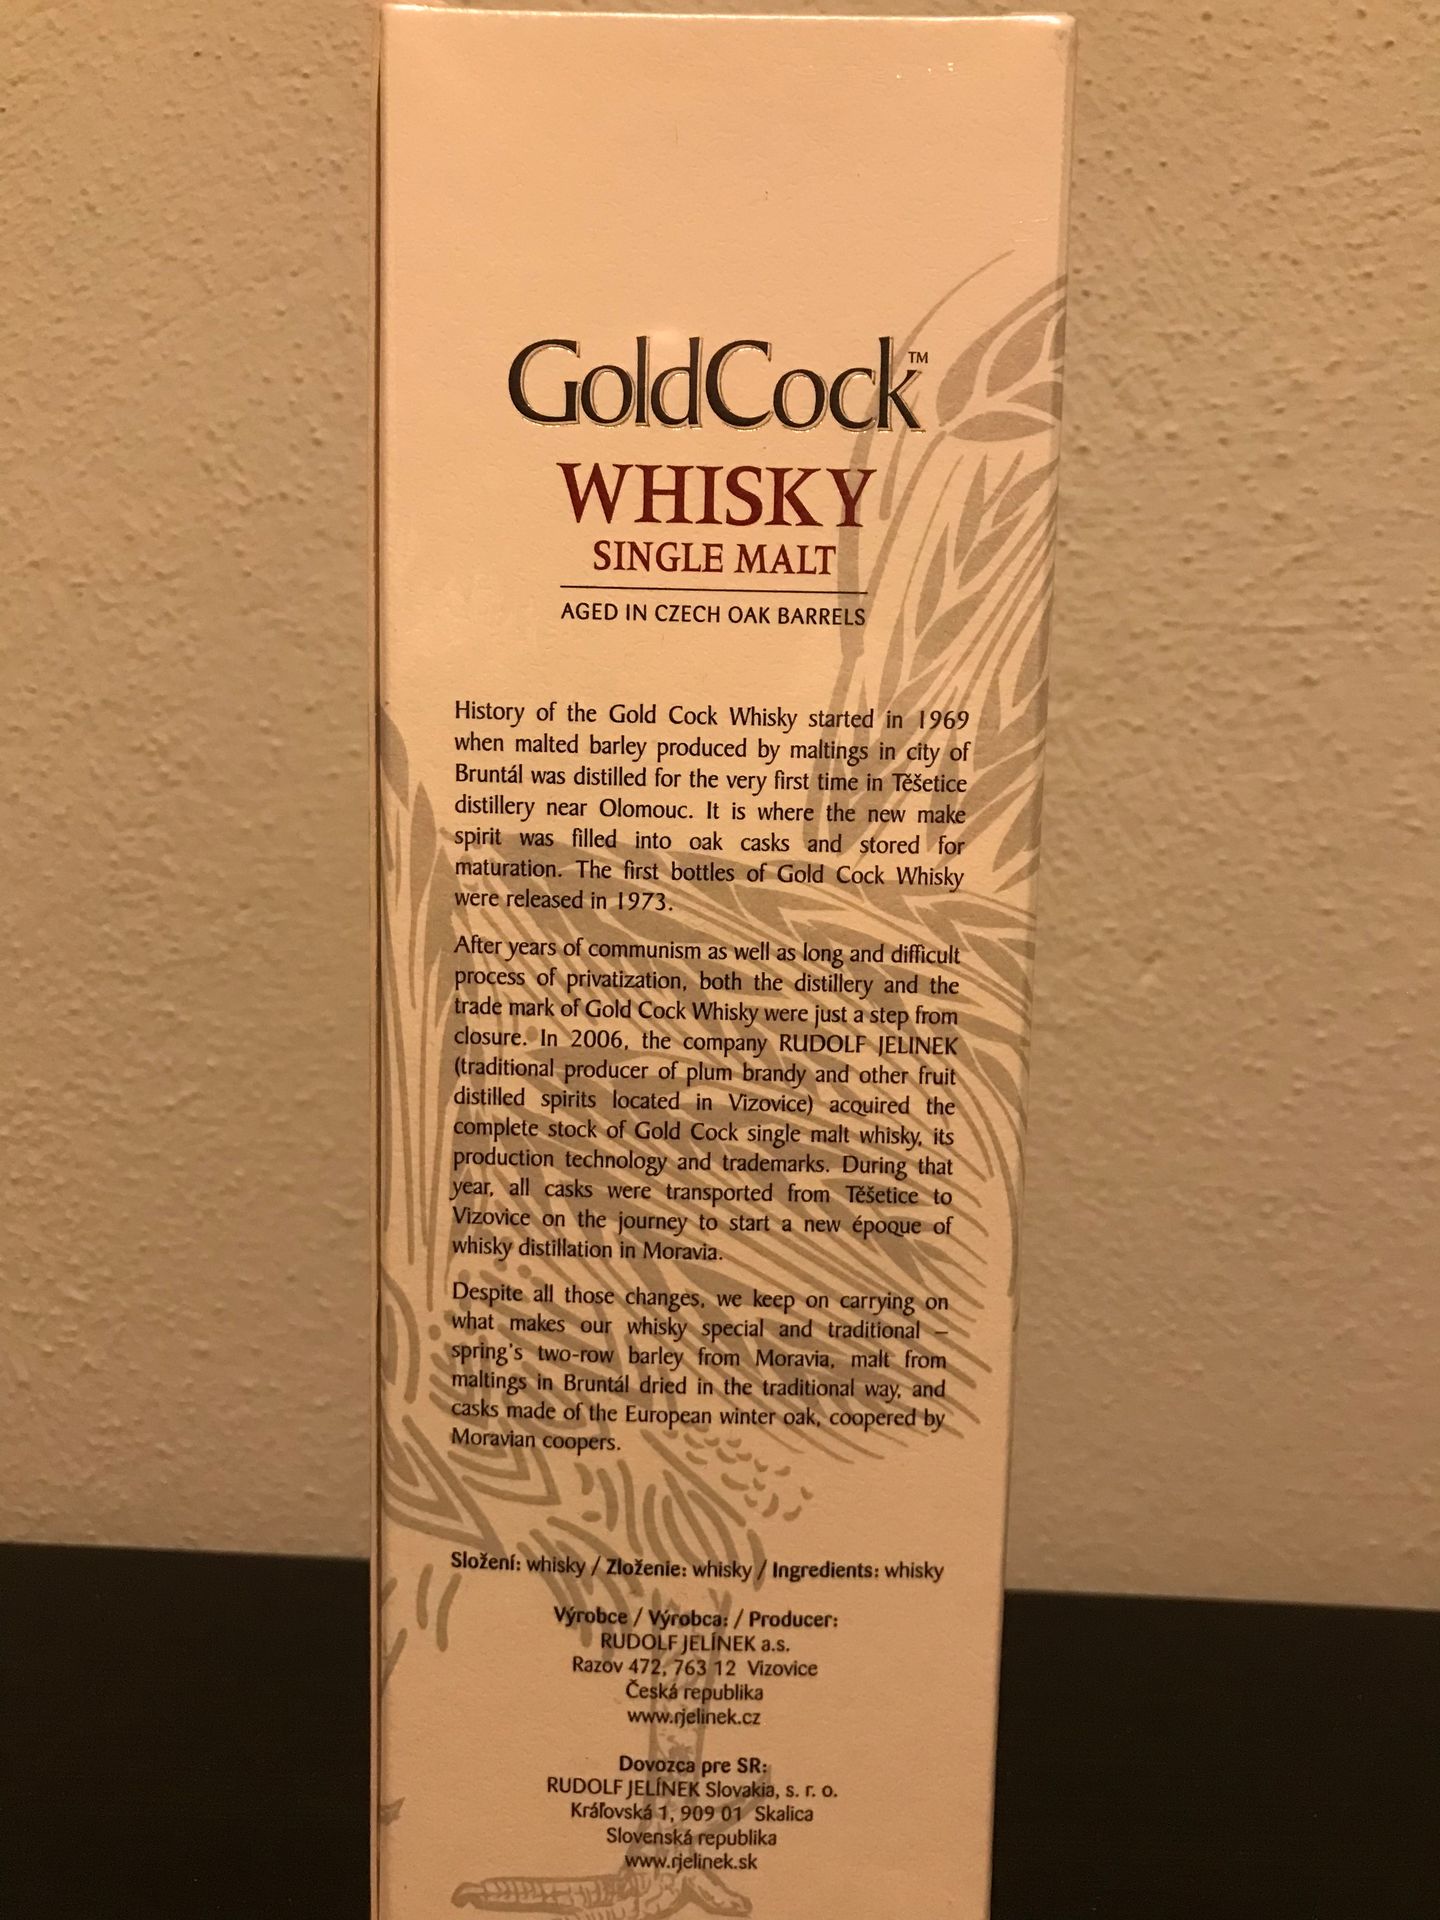 GoldCock™
WHISKY
SINGLE MALT
AGED IN CZECH OAK BARRELS
History of the Gold Cock Whisky started in 1969
when malted barley produced by maltings in city of
Bruntál was distilled for the very first time in Těšetice
distillery near Olomouc. It is where the new make
spirit was filled into oak casks and stored for
maturation. The first bottles of Gold Cock Whisky
were released in 1973.
After years of communism as well as long and difficult
process of privatization, both the distillery and the
trade mark of Gold Cock Whisky were just a step from
closure. In 2006, the company RUDOLF JELINEK
(traditional producer of plum brandy and other fruit
distilled spirits located in Vizovice) acquired the
complete stock of Gold Cock single malt whisky, its
production technology and trademarks. During that
year, all casks were transported from Těšetice to
Vizovice on the journey to start a new époque of
whisky distillation in Moravia.
Despite all those changes, we keep on carrying on
what makes our whisky special and traditional –
spring's two-row barley from Moravia, malt from
maltings in Bruntál dried in the traditional way, and
casks made of the European winter oak, coopered by
Moravian coopers.
Složení: whisky / Zloženie: whisky / Ingredients: whisky
Výrobce / Výrobca: / Producer:
RUDOLF JELÍNEK a.s.
Razov 472, 763 12 Vizovice
Česká republika
www.rjelinek.cz
Dovozca pre SR:
RUDOLF JELÍNEK Slovakia, s. r. o.
Kráľovská 1, 909 01 Skalica
Slovenská republika
www.rjelinek.sk